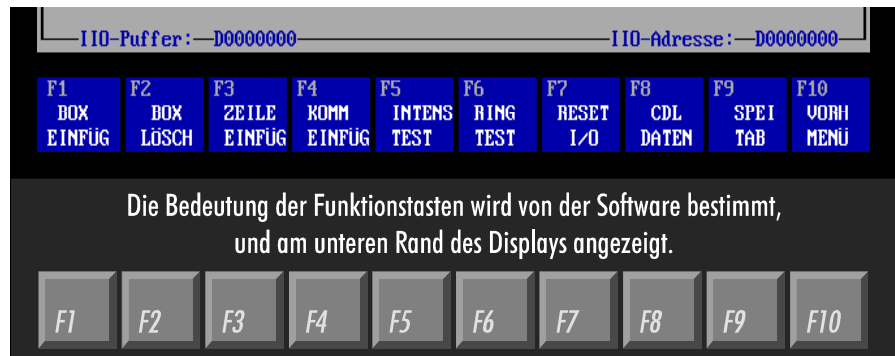 IIO-Puffer:—D0000000 IIO-Adresse:—D0000000
F1 F2 F3 F4 F5 F6 F7 F8 F9 F10
BOX BOX ZEILE KOMM INTENS RING RESET CDL SPEI VORH
EINFÜG LÖSCH EINFÜG EINFÜG TEST TEST I/O DATEN TAB MENÜ
Die Bedeutung der Funktionstasten wird von der Software bestimmt,
und am unteren Rand des Displays angezeigt.
F1 F2 F3 F4 F5 F6 F7 F8 F9 F10